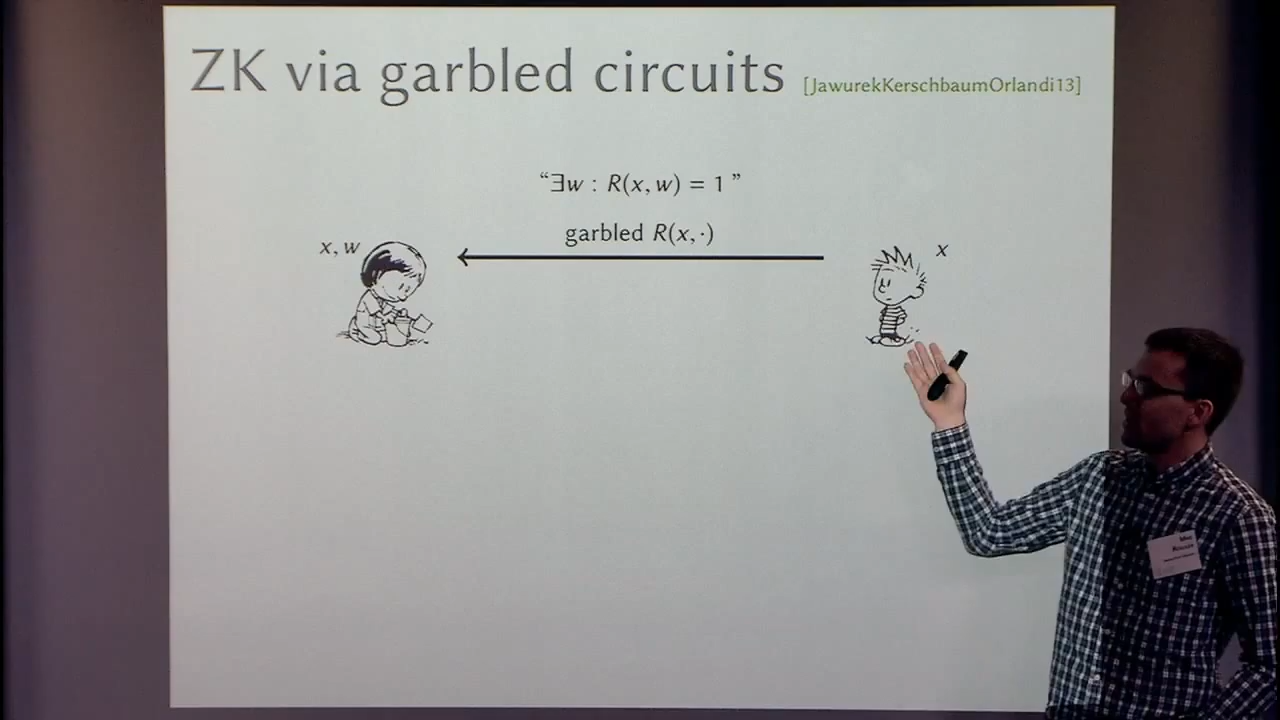 ZK via garbled circuits [JawurekKerschbaumOrlandi13]
“∃w : R(x, w) = 1 ”
garbled R(x, ·)
x, w
x